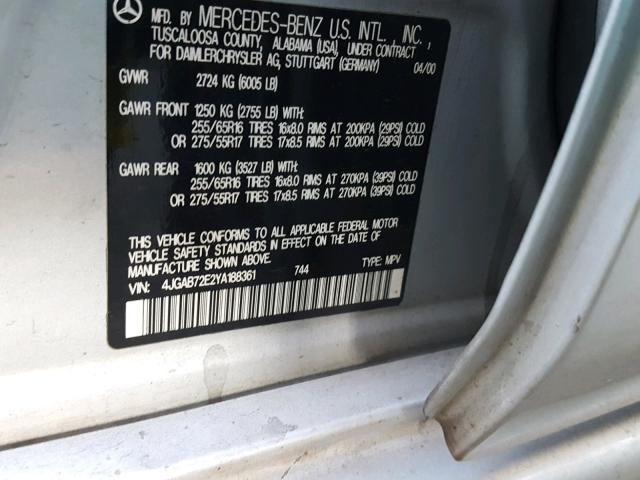 MFD. BY MERCEDES-BENZ U.S. INTL., INC.,
TUSCALOOSA COUNTY, ALABAMA (USA), UNDER CONTRACT
FOR DAIMLERCHRYSLER AG, STUTTGART (GERMANY) 04/00
GVWR 2724 KG (6005 LB)
GAWR FRONT 1250 KG (2755 LB) WITH:
255/65R16 TIRES 16x8.0 RIMS AT 200KPA (29PSI) COLD
OR 275/55R17 TIRES 17x8.5 RIMS AT 200KPA (29PSI) COLD
GAWR REAR 1600 KG (3527 LB) WITH:
255/65R16 TIRES 16x8.0 RIMS AT 270KPA (39PSI) COLD
OR 275/55R17 TIRES 17x8.5 RIMS AT 270KPA (39PSI) COLD
THIS VEHICLE CONFORMS TO ALL APPLICABLE FEDERAL MOTOR
VEHICLE SAFETY STANDARDS IN EFFECT ON THE DATE OF
MANUFACTURE SHOWN ABOVE.
VIN: 4JGAB72E2YA188361 744 TYPE: MPV